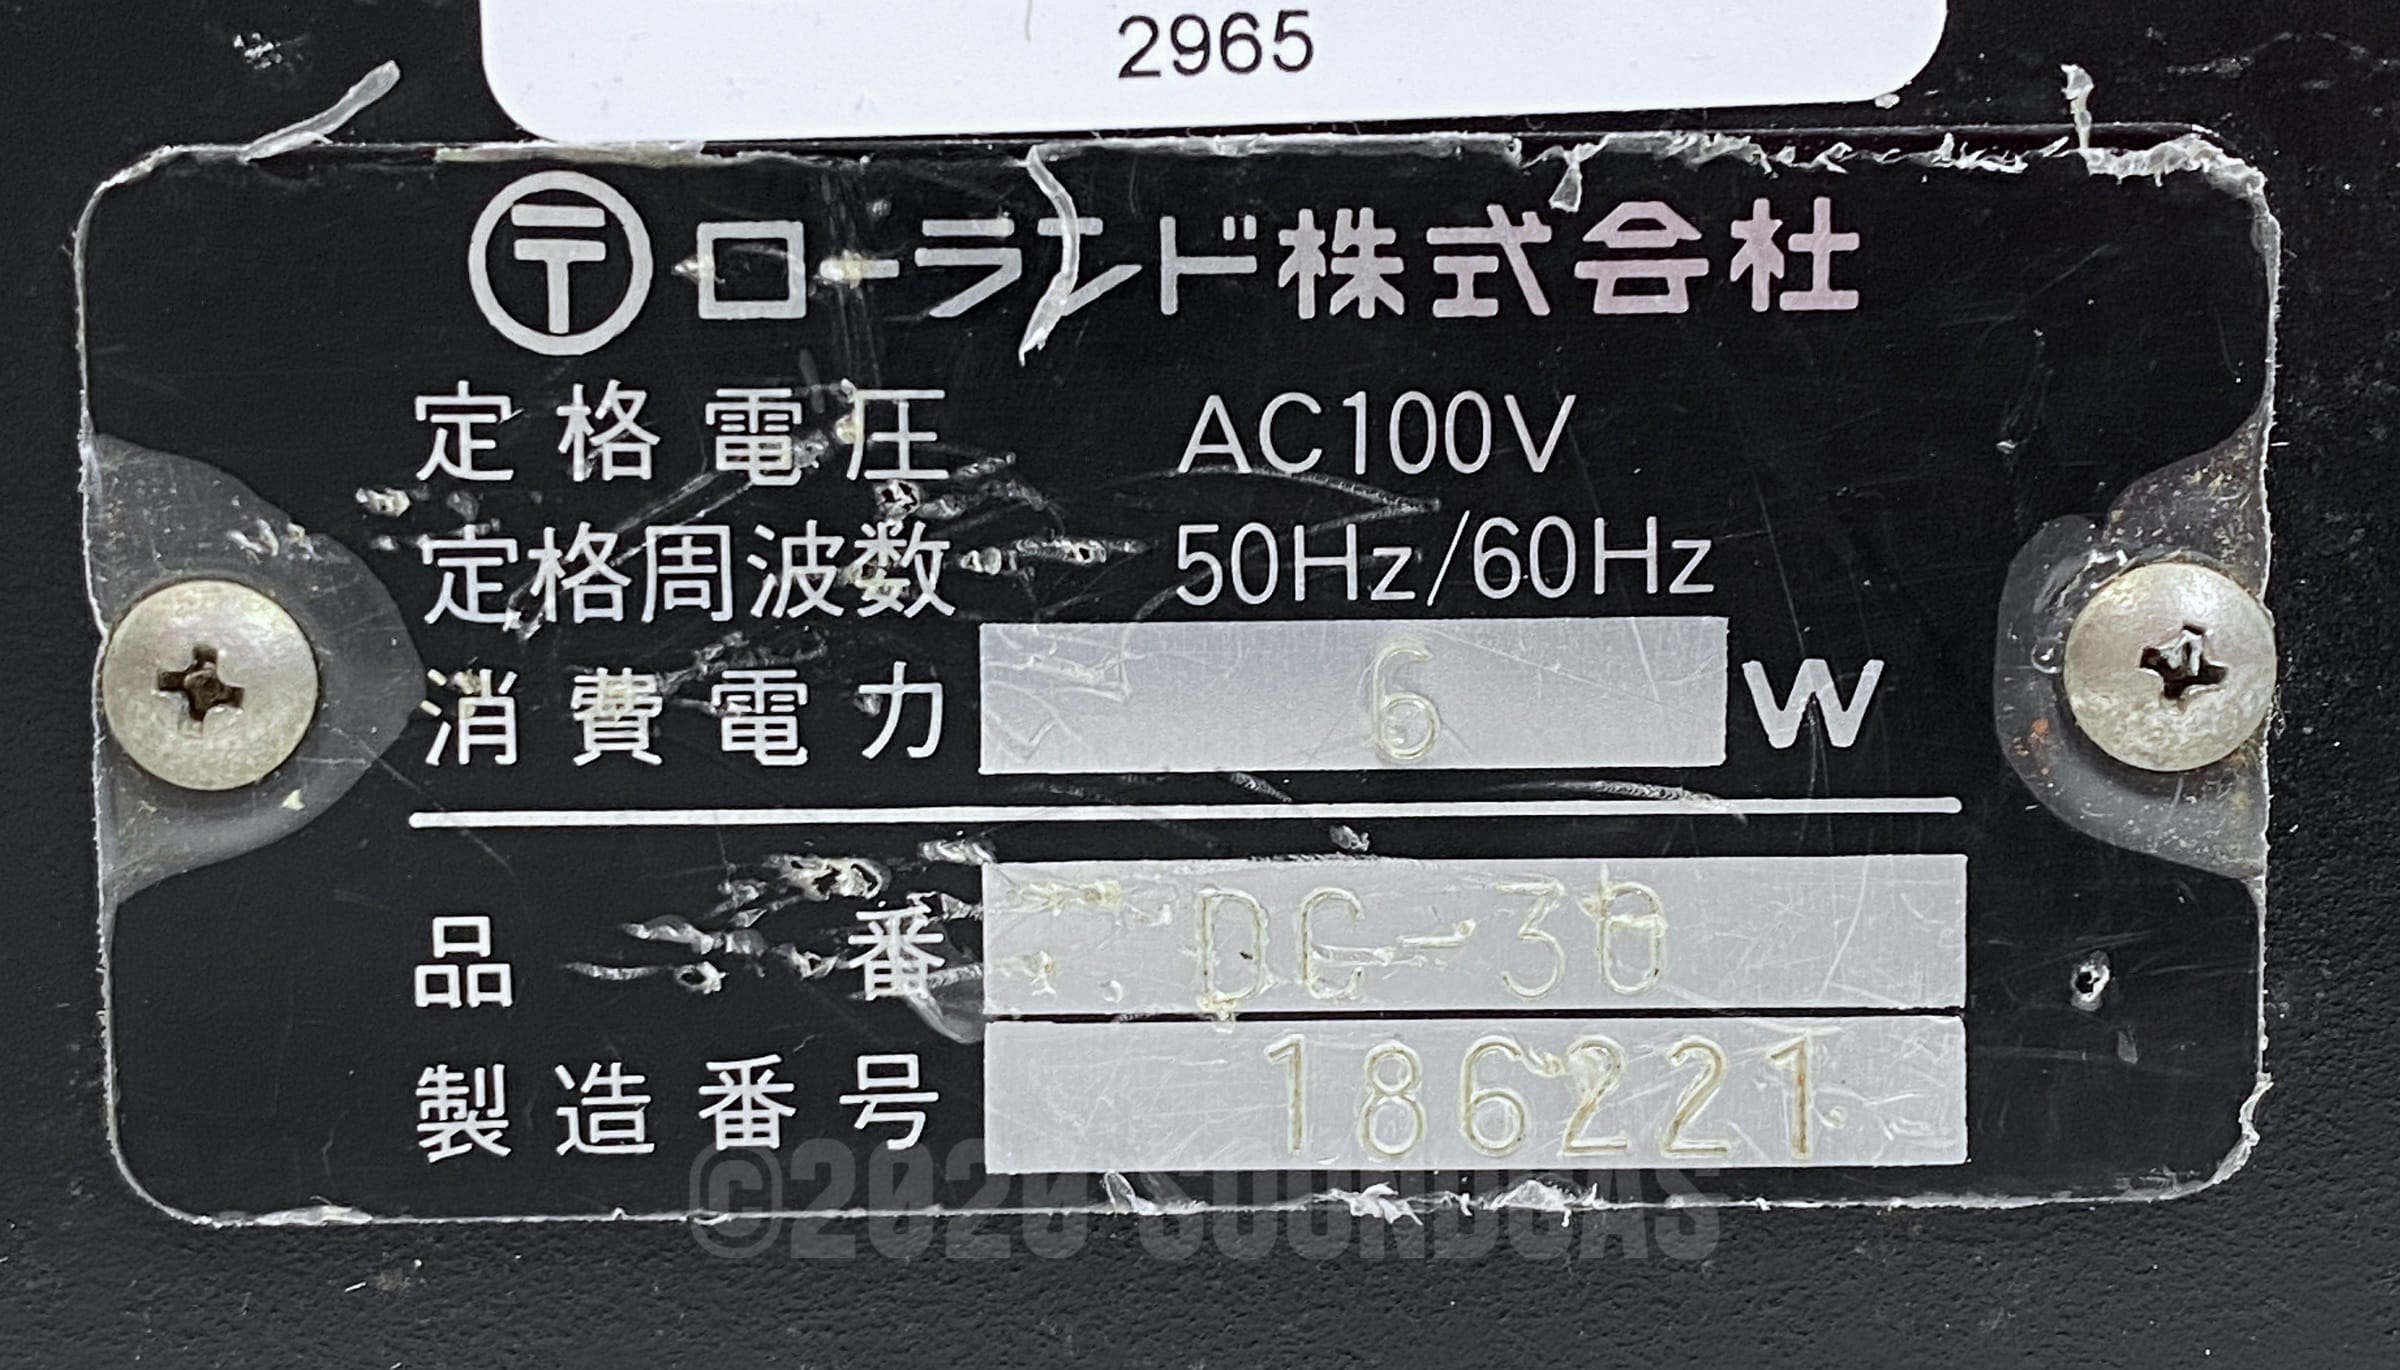 2965
〒 ローランド株式会社
定格電圧 AC100V
定格周波数 50Hz/60Hz
消費電力 6 W
品番 DC-30
製造番号 186221
©2020 SOUNDGAS